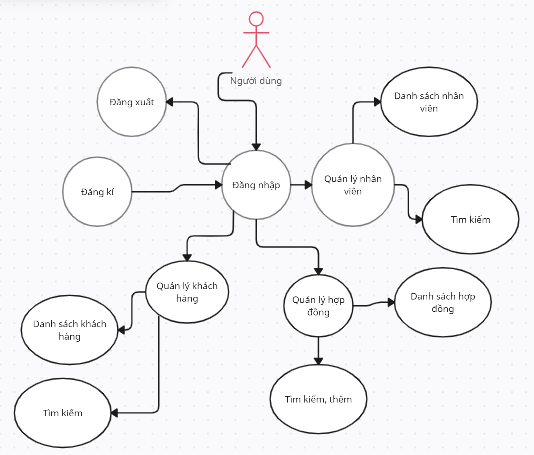 Người dùng
Đăng xuất
Danh sách nhân
viên
Đăng kí
Đăng nhập
Quản lý nhân
viên
Tìm kiếm
Quản lý khách
hàng
Quản lý hợp
đồng
Danh sách hợp
đồng
Danh sách khách
hàng
Tìm kiếm
Tìm kiếm, thêm